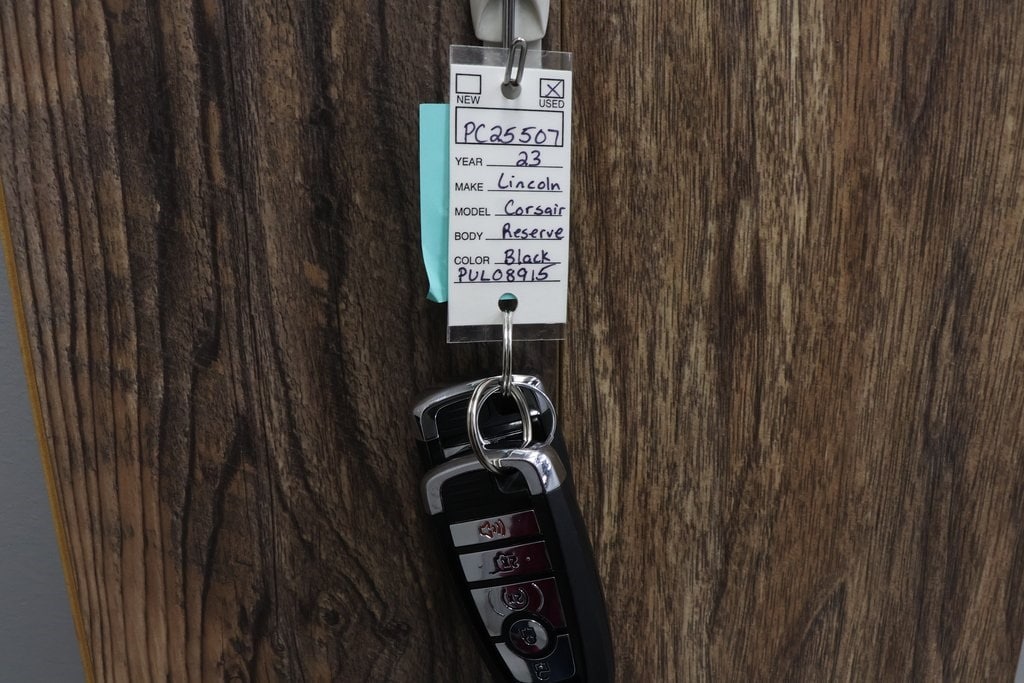 NEW USED
PC25507
YEAR 23
MAKE Lincoln
MODEL Corsair
BODY Reserve
COLOR Black
PUL08915